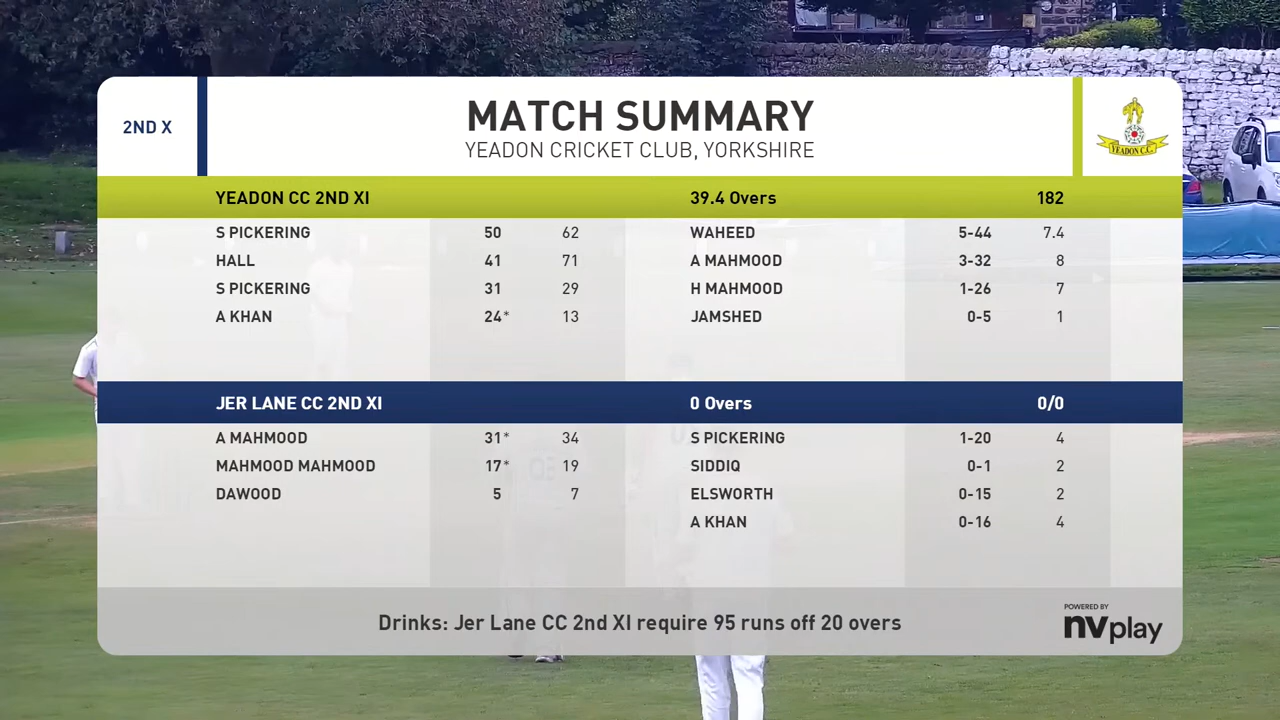 2ND X
MATCH SUMMARY
YEADON CRICKET CLUB, YORKSHIRE
YEADON C.C.
YEADON CC 2ND XI 39.4 Overs 182
S PICKERING 50 62 WAHEED 5-44 7.4
HALL 41 71 A MAHMOOD 3-32 8
S PICKERING 31 29 H MAHMOOD 1-26 7
A KHAN 24* 13 JAMSHED 0-5 1
JER LANE CC 2ND XI 0 Overs 0/0
A MAHMOOD 31* 34 S PICKERING 1-20 4
MAHMOOD MAHMOOD 17* 19 SIDDIQ 0-1 2
DAWOOD 5 7 ELSWORTH 0-15 2
A KHAN 0-16 4
Drinks: Jer Lane CC 2nd XI require 95 runs off 20 overs
POWERED BY
nvplay